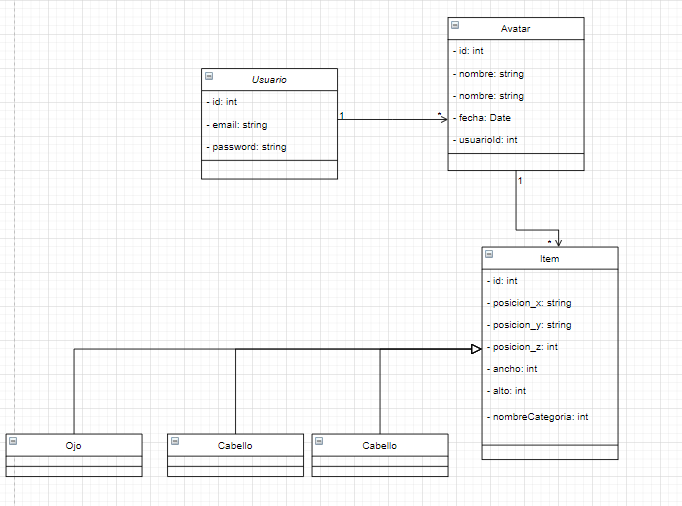 Avatar
- id: int
- nombre: string
- nombre: string
- fecha: Date
- usuarioId: int
Usuario
- id: int
- email: string
- password: string
1
*
1
*
Item
- id: int
- posicion_x: string
- posicion_y: string
- posicion_z: int
- ancho: int
- alto: int
- nombreCategoria: int
Ojo
Cabello
Cabello